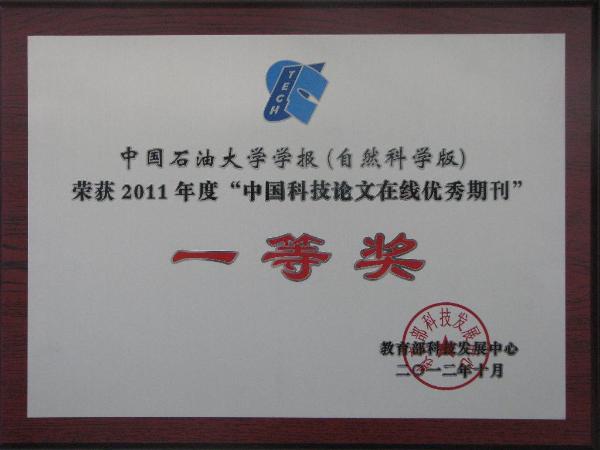 TECH
中国石油大学学报(自然科学版)
荣获2011年度“中国科技论文在线优秀期刊”
一等奖
教育部科技发展中心
二〇一二年十月